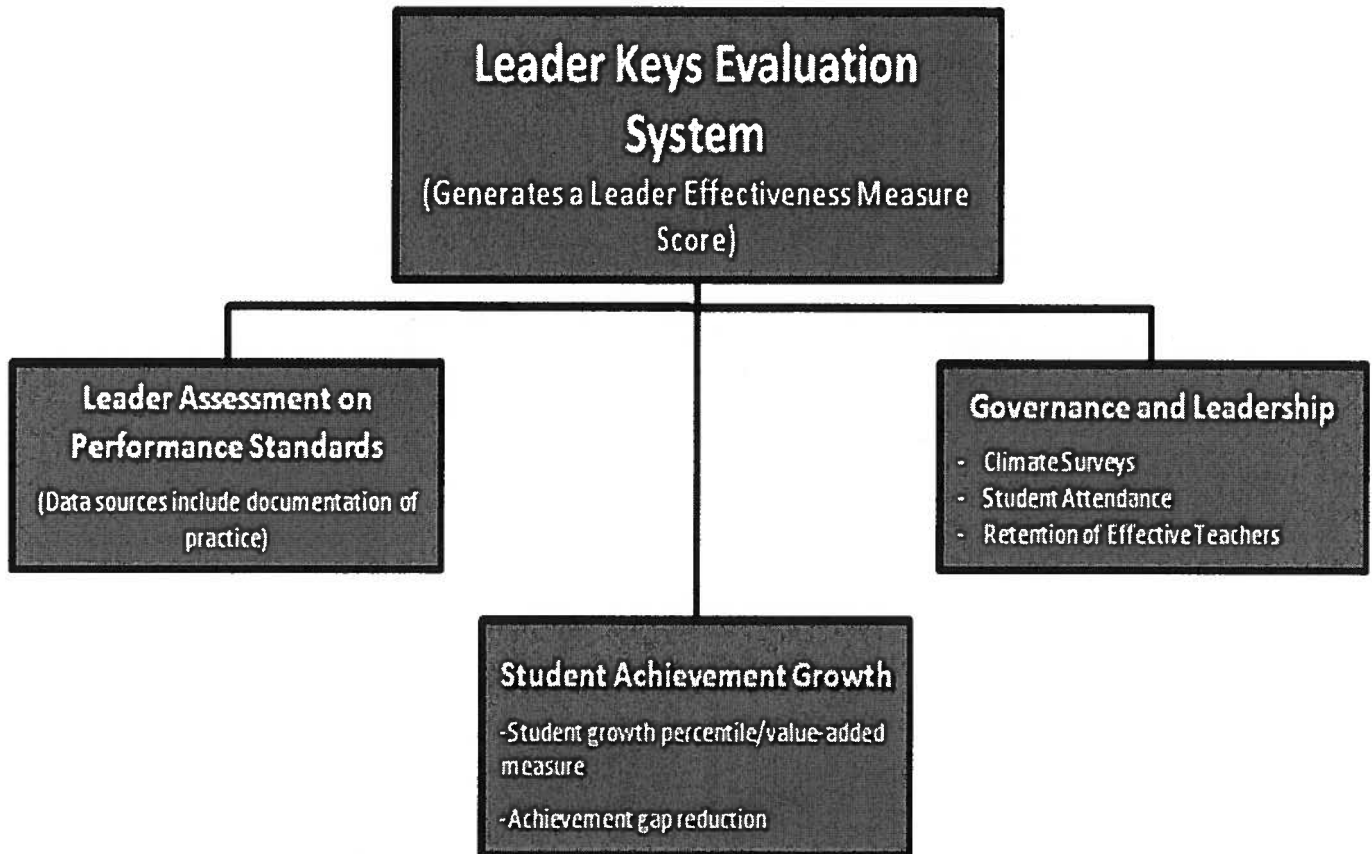 Leader Keys Evaluation
System
(Generates a Leader Effectiveness Measure
Score)
Leader Assessment on
Performance Standards
(Data sources include documentation of
practice)
Governance and Leadership
- Climate Surveys
- Student Attendance
- Retention of Effective Teachers
Student Achievement Growth
-Student growth percentile/value-added
measure
-Achievement gap reduction